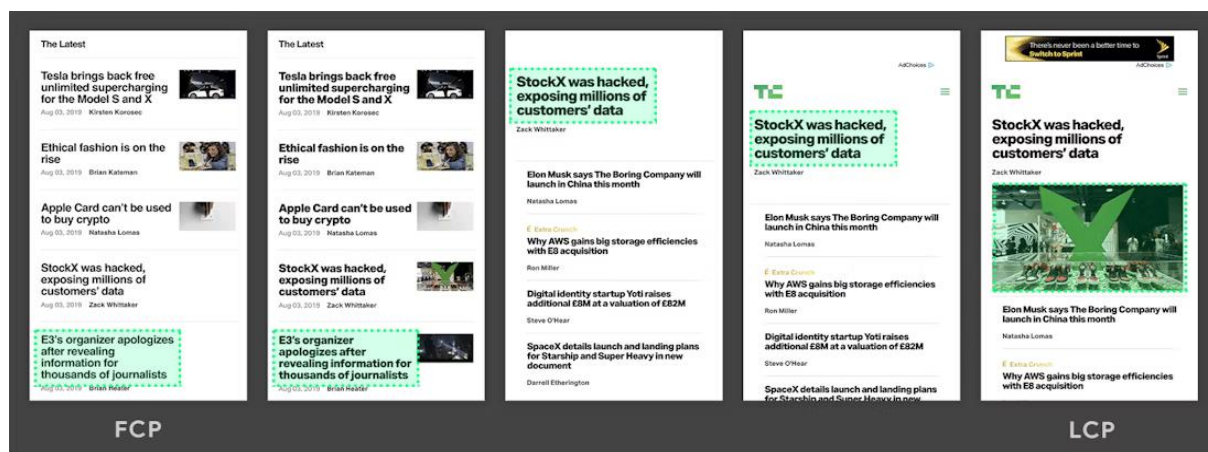 The Latest
Tesla brings back free
unlimited supercharging
for the Model S and X
Aug 03, 2019 Kirsten Korosec
Ethical fashion is on the
rise
Aug 03, 2019 Brian Kateman
Apple Card can't be used
to buy crypto
Aug 03, 2019 Natasha Lomas
StockX was hacked,
exposing millions of
customers' data
Aug 03, 2019 Zack Whittaker
E3's organizer apologizes
after revealing
information for
thousands of journalists
Aug 03, 2019 Brian Heater
FCP
The Latest
Tesla brings back free
unlimited supercharging
for the Model S and X
Aug 03, 2019 Kirsten Korosec
Ethical fashion is on the
rise
Aug 03, 2019 Brian Kateman
Apple Card can't be used
to buy crypto
Aug 03, 2019 Natasha Lomas
StockX was hacked,
exposing millions of
customers' data
Aug 03, 2019 Zack Whittaker
E3's organizer
apologizes after
revealing information for
thousands of journalists
Aug 03, 2019 Brian Heater
StockX was hacked,
exposing millions of
customers' data
Zack Whittaker
Elon Musk says The Boring Company will
launch in China this month
Natasha Lomas
Extra Crunch
Why AWS gains big storage efficiencies
with E8 acquisition
Ron Miller
Digital identity startup Yoti raises
additional £8M at a valuation of £82M
Steve O'Hear
SpaceX details launch and landing plans
for Starship and Super Heavy in new
document
Darrell Etherington
AdChoices
TC
StockX was hacked,
exposing millions of
customers' data
Zack Whittaker
Elon Musk says The Boring Company will
launch in China this month
Natasha Lomas
Extra Crunch
Why AWS gains big storage efficiencies
with E8 acquisition
Ron Miller
Digital identity startup Yoti raises
additional £8M at a valuation of £82M
Steve O'Hear
SpaceX details launch and landing plans
for Starship and Super Heavy in new
There's never been a better time to
Switch to Sprint
Sprint
AdChoices
TC
StockX was hacked,
exposing millions of
customers' data
Zack Whittaker
Elon Musk says The Boring Company will
launch in China this month
Natasha Lomas
Extra Crunch
Why AWS gains big storage efficiencies
with E8 acquisition
LCP